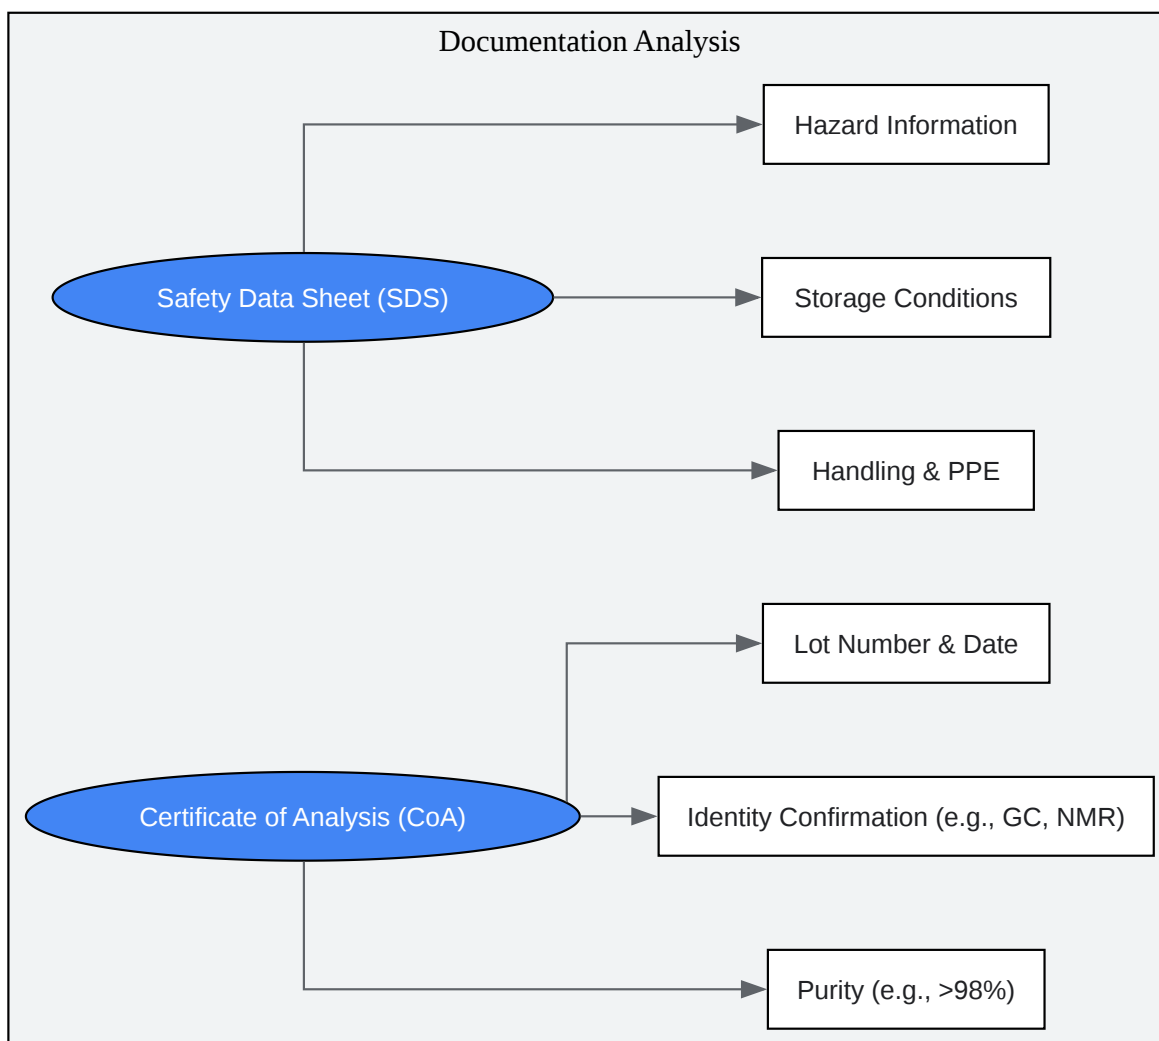 Documentation Analysis
Hazard Information
Safety Data Sheet (SDS)
Storage Conditions
Handling & PPE
Lot Number & Date
Certificate of Analysis (CoA)
Identity Confirmation (e.g., GC, NMR)
Purity (e.g., >98%)